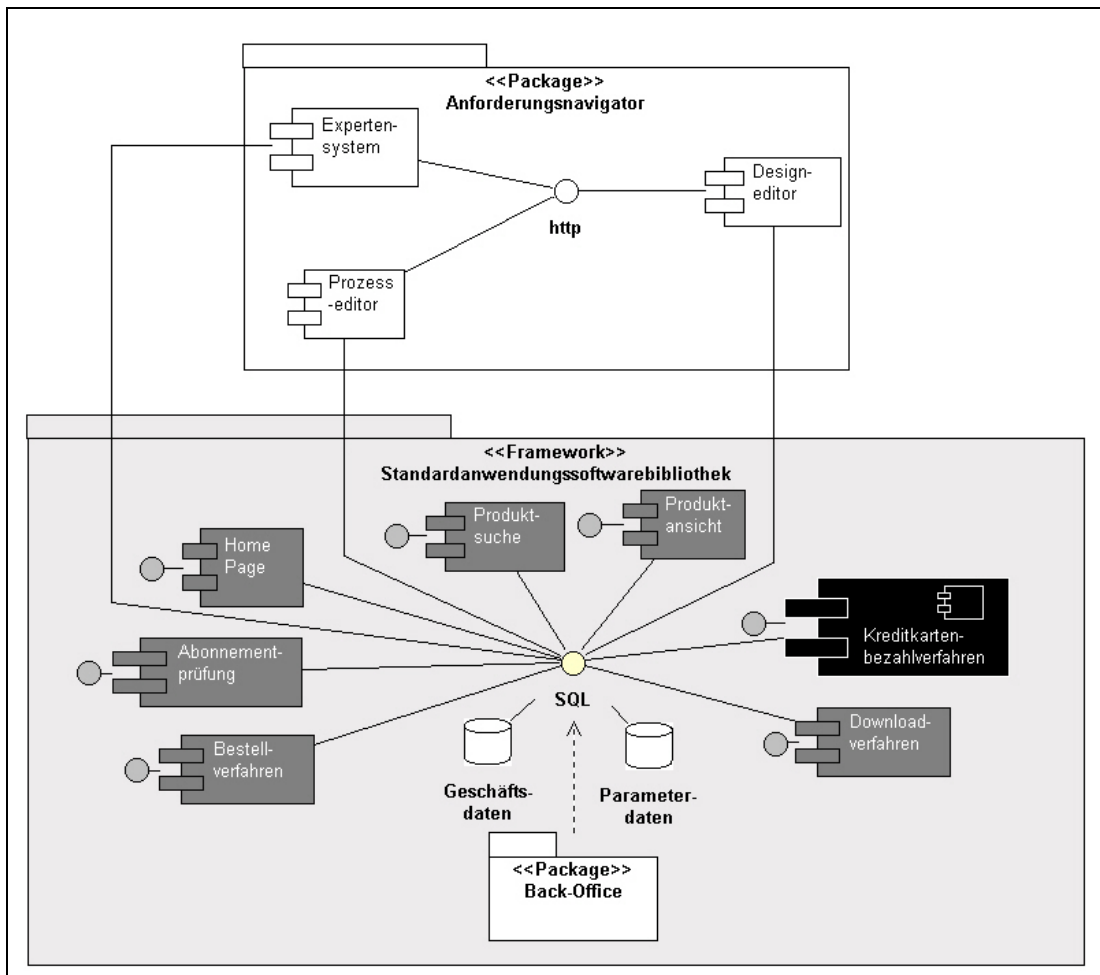 <<Package>>
Anforderungsnavigator
Experten-
system
Design-
editor
http
Prozess
-editor
<<Framework>>
Standardanwendungssoftwarebibliothek
Produkt-
suche
Produkt-
ansicht
Home
Page
Kreditkarten-
bezahlverfahren
Abonnement-
prüfung
SQL
Download-
verfahren
Bestell-
verfahren
Geschäfts-
daten
Parameter-
daten
<<Package>>
Back-Office